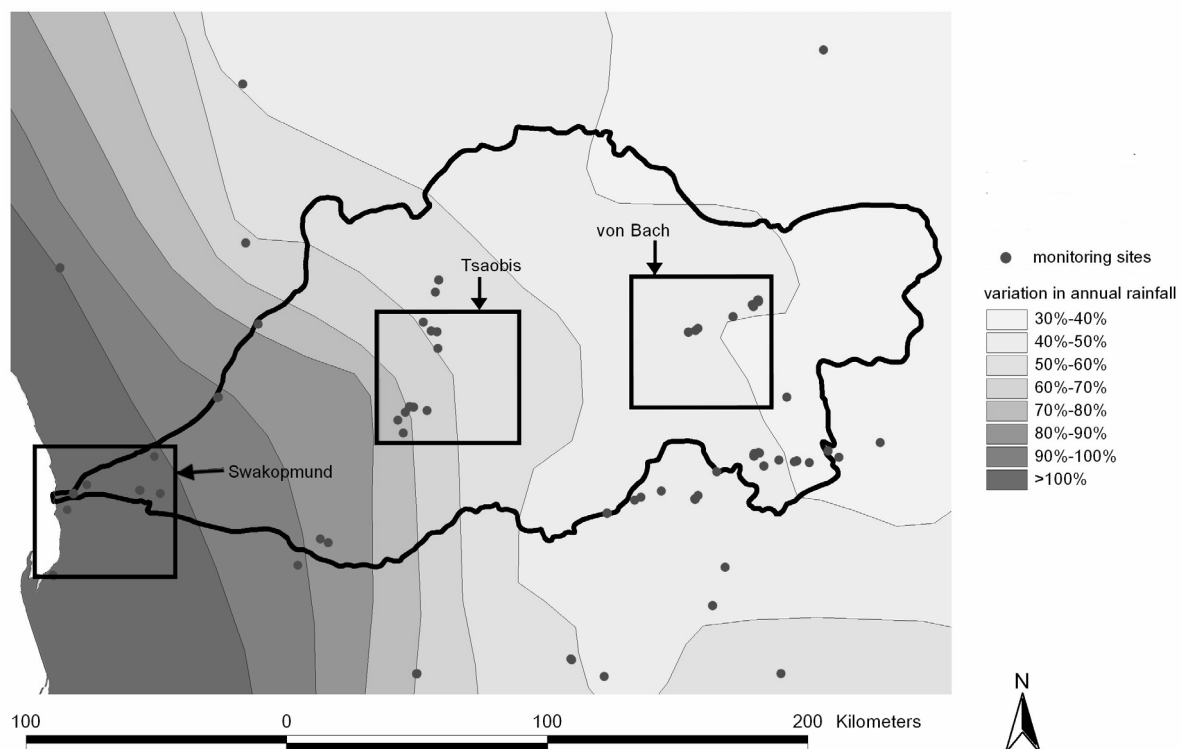 von Bach
Tsaobis
Swakopmund
monitoring sites
variation in annual rainfall
30%-40%
40%-50%
50%-60%
60%-70%
70%-80%
80%-90%
90%-100%
>100%
N
100 0 100 200 Kilometers